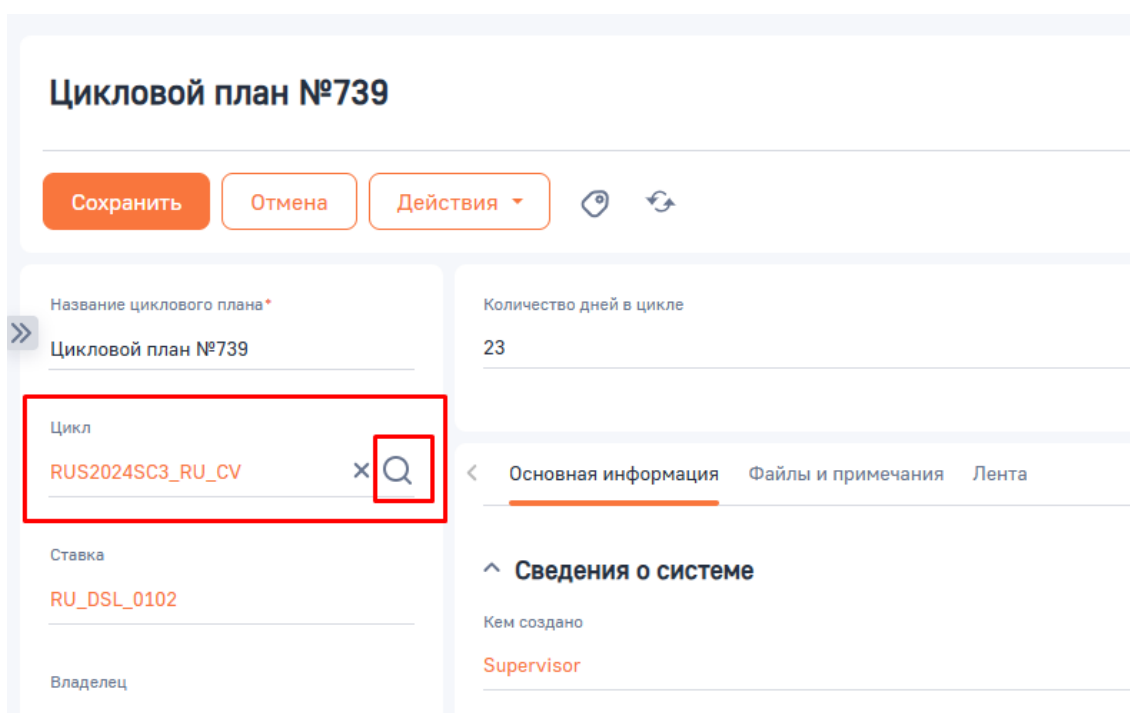 Цикловой план №739
Сохранить Отмена Действия
Название циклового плана*
Цикловой план №739
Цикл
RUS2024SC3_RU_CV
Ставка
RU_DSL_0102
Владелец
Количество дней в цикле
23
Основная информация Файлы и примечания Лента
Сведения о системе
Кем создано
Supervisor